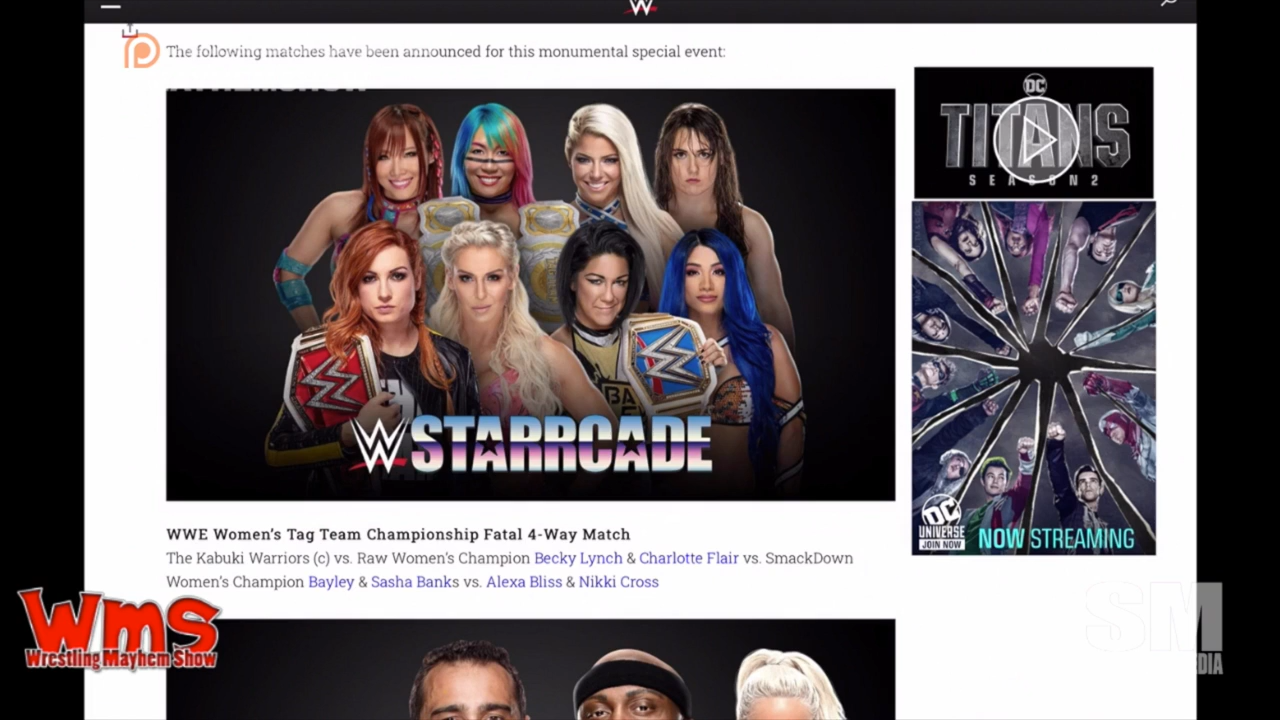 The following matches have been announced for this monumental special event:
DC
TITANS
SEASON 2
W STARRCADE
DC
UNIVERSE
JOIN NOW
NOW STREAMING
WWE Women's Tag Team Championship Fatal 4-Way Match
The Kabuki Warriors (c) vs. Raw Women's Champion Becky Lynch & Charlotte Flair vs. SmackDown
Women's Champion Bayley & Sasha Banks vs. Alexa Bliss & Nikki Cross
Wms
Wrestling Mayhem Show
SM